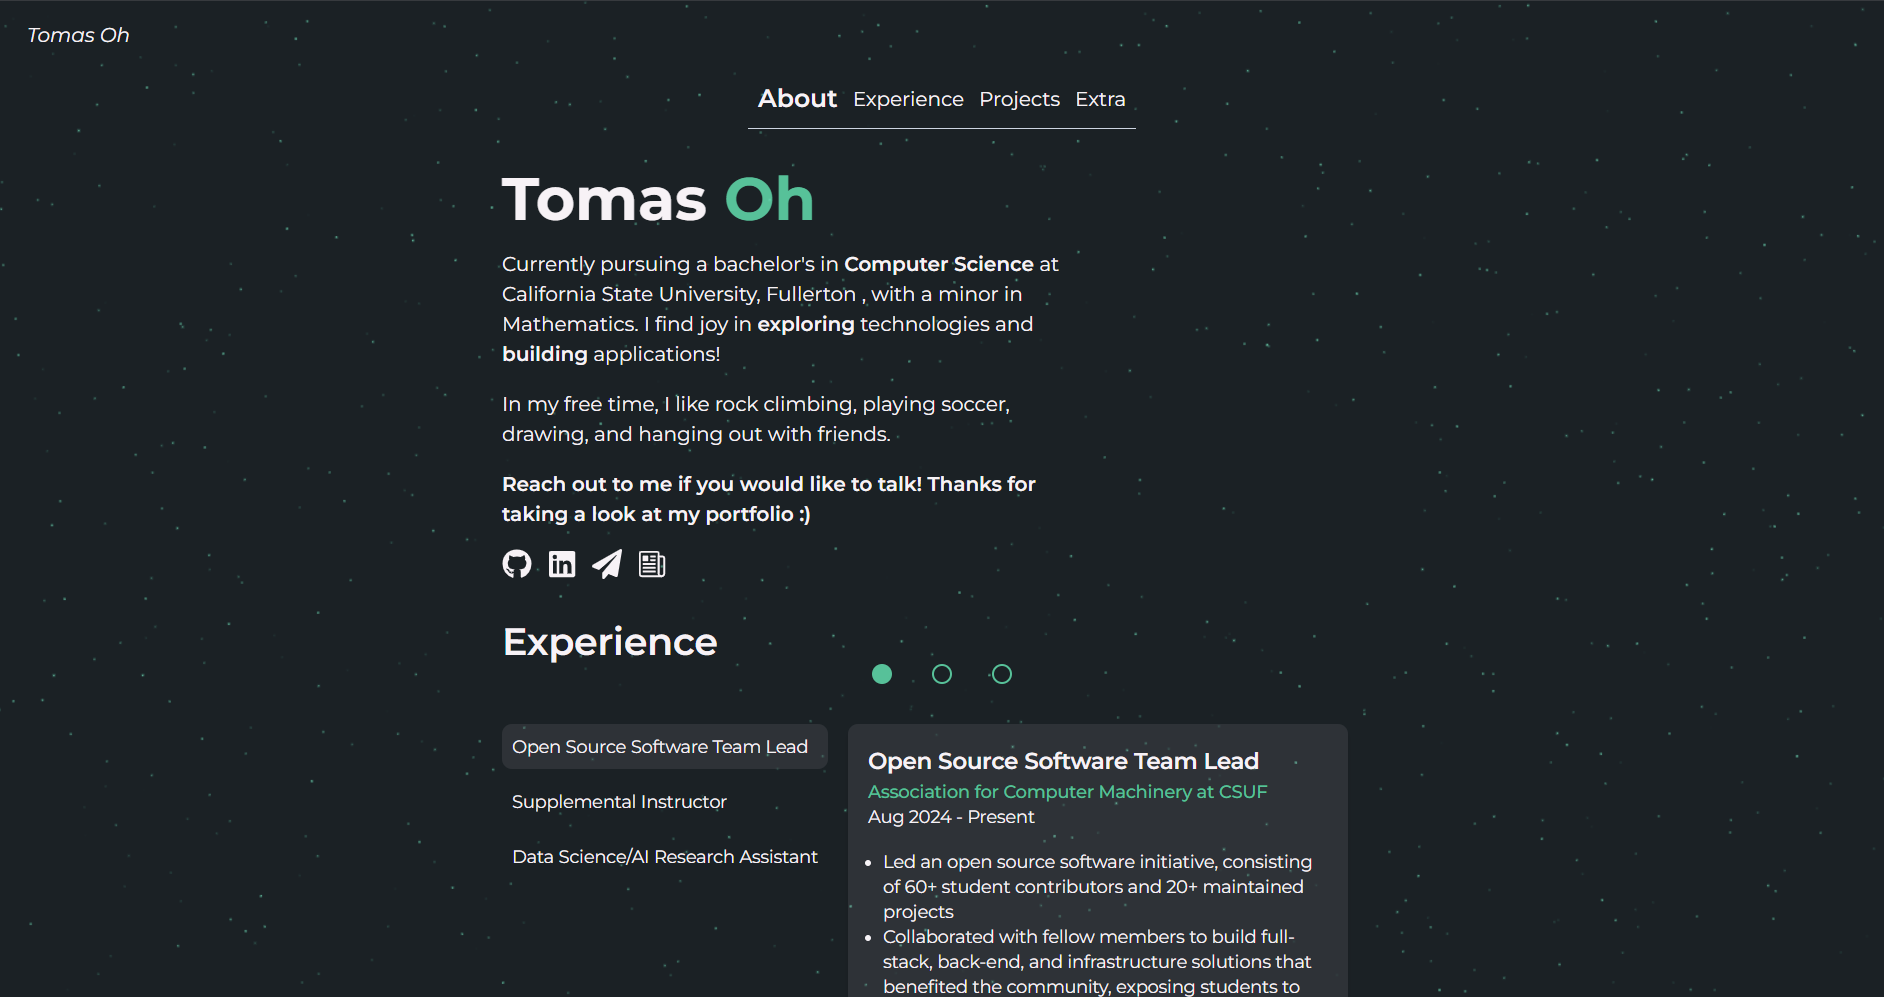 Tomas Oh
About Experience Projects Extra
Tomas Oh
Currently pursuing a bachelor's in Computer Science at
California State University, Fullerton , with a minor in
Mathematics. I find joy in exploring technologies and
building applications!
In my free time, I like rock climbing, playing soccer,
drawing, and hanging out with friends.
Reach out to me if you would like to talk! Thanks for
taking a look at my portfolio :)
in
Experience
Open Source Software Team Lead
Supplemental Instructor
Data Science/AI Research Assistant
Open Source Software Team Lead
Association for Computer Machinery at CSUF
Aug 2024 - Present
• Led an open source software initiative, consisting
of 60+ student contributors and 20+ maintained
projects
• Collaborated with fellow members to build full-
stack, back-end, and infrastructure solutions that
benefited the community, exposing students to